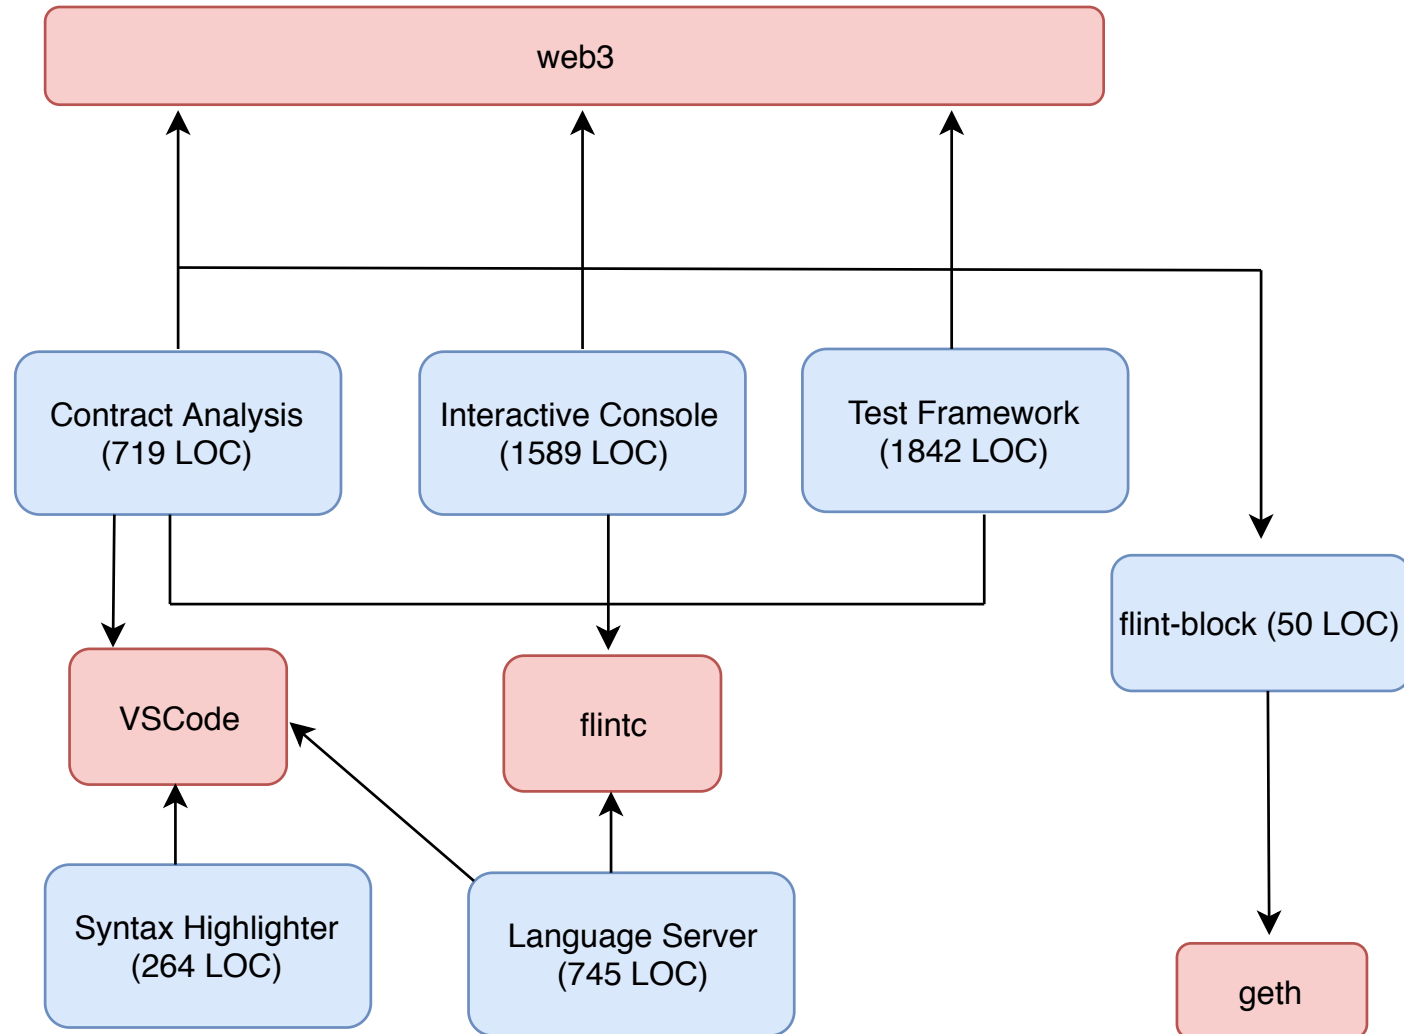 web3
Contract Analysis
(719 LOC)
Interactive Console
(1589 LOC)
Test Framework
(1842 LOC)
flint-block (50 LOC)
VSCode
flintc
Syntax Highlighter
(264 LOC)
Language Server
(745 LOC)
geth